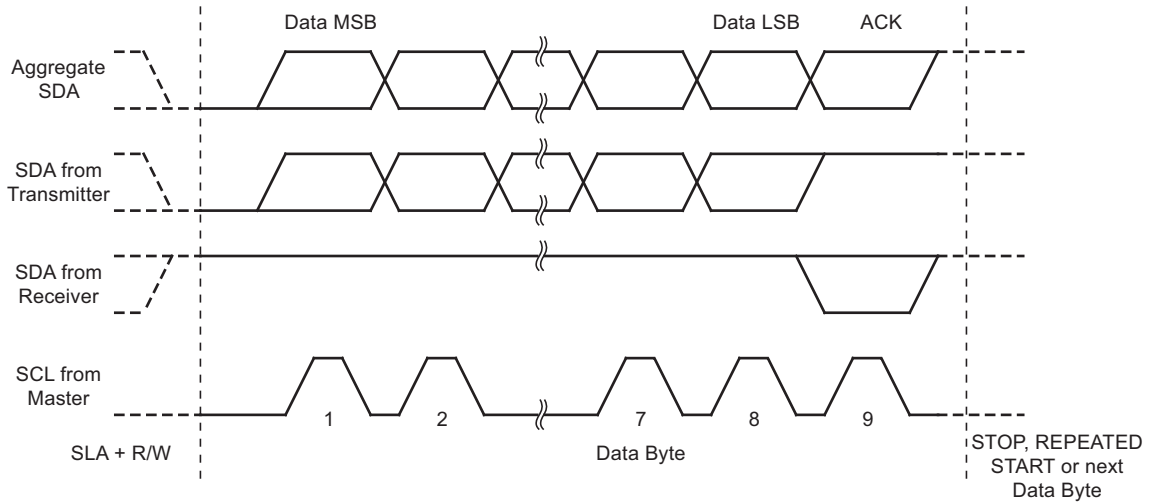 Data MSB
Data LSB
ACK
Aggregate
SDA
SDA from
Transmitter
SDA from
Receiver
SCL from
Master
1
2
7
8
9
SLA + R/W
Data Byte
STOP, REPEATED
START or next
Data Byte